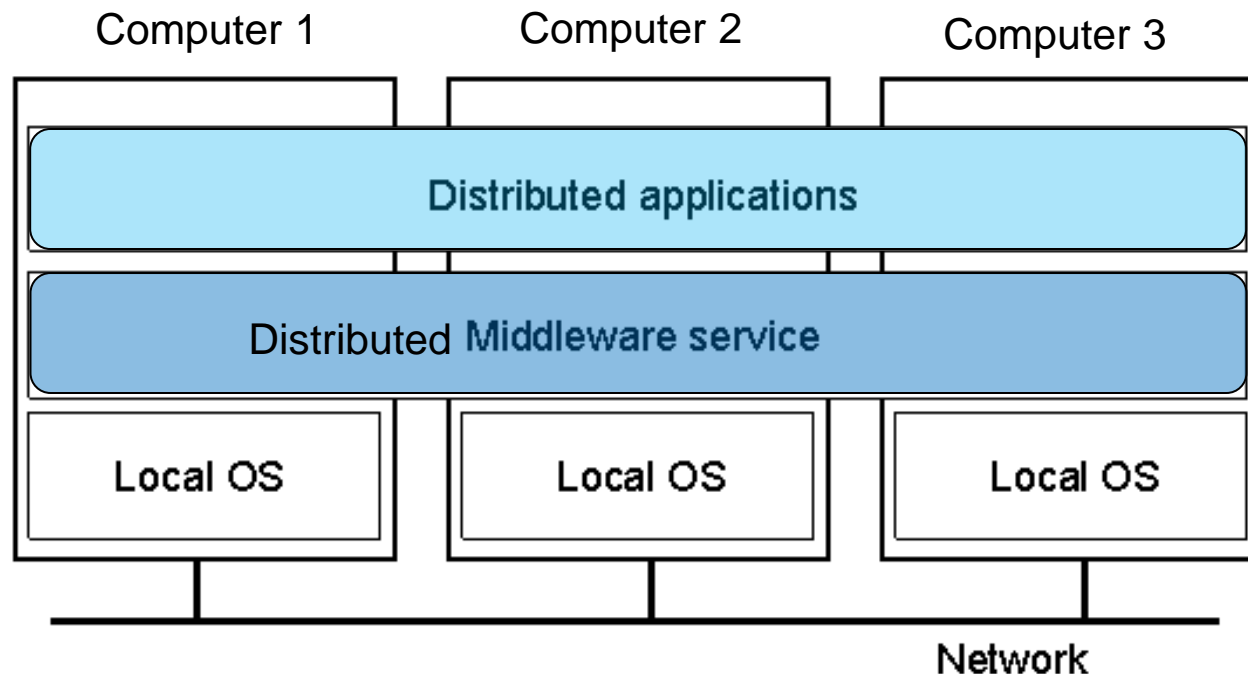 Computer 1
Computer 2
Computer 3
Distributed applications
Distributed Middleware service
Local OS
Local OS
Local OS
Network